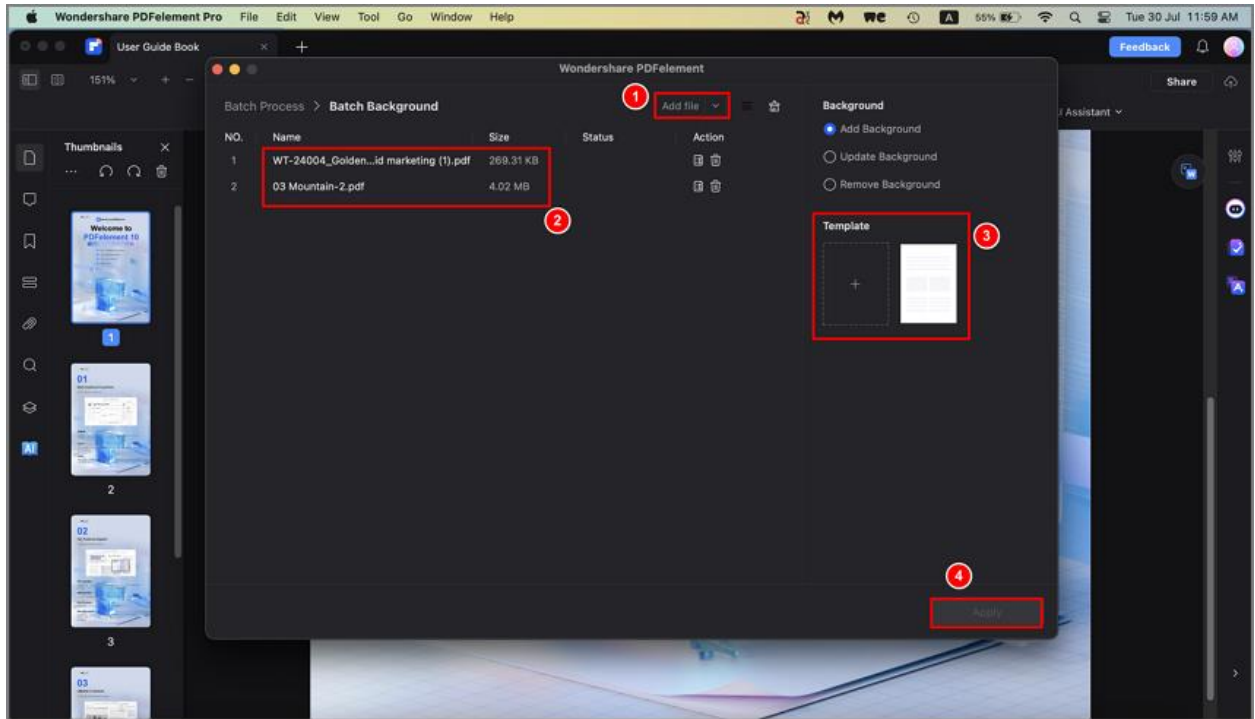 Wondershare PDFelement Pro File Edit View Tool Go Window Help A 55% Tue 30 Jul 11:59 AM
User Guide Book × + Feedback
151% + − Wondershare PDFelement Share
Batch Process > Batch Background 1 Add file Background
Assistant
Add Background
Thumbnails × NO. Name Size Status Action
1 WT-24004_Golden...id marketing (1).pdf 269.31 KB Update Background
2 03 Mountain-2.pdf 4.02 MB Remove Background
2
Template 3
Welcome to
PDFelement 10
+
1
01
AI
2
02
4
Apply
3
03